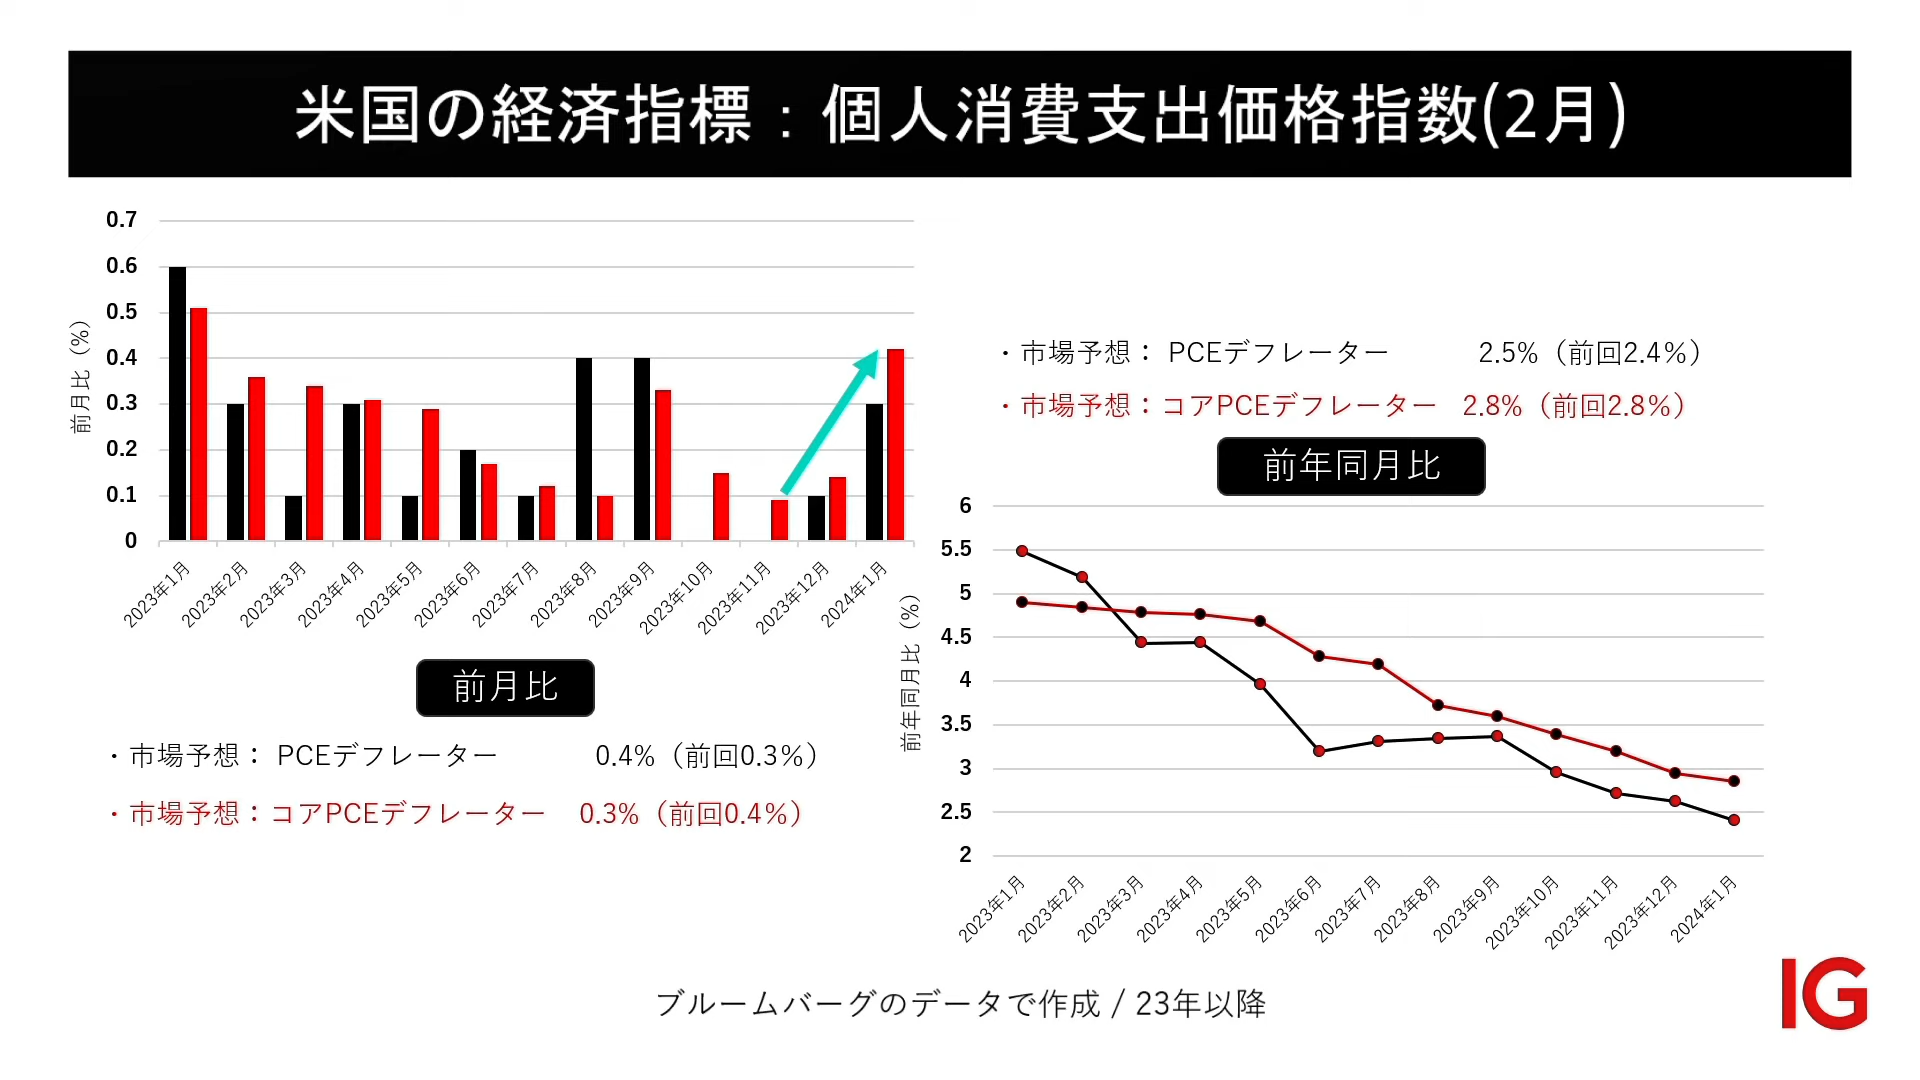 米国の経済指標：個人消費支出価格指数(2月)
0.7
0.6
0.5
0.4
0.3
0.2
0.1
0
前月比（%）
2023年1月
2023年2月
2023年3月
2023年4月
2023年5月
2023年6月
2023年7月
2023年8月
2023年9月
2023年10月
2023年11月
2023年12月
2024年1月
前月比
・市場予想： PCEデフレーター 0.4%（前回0.3%）
・市場予想：コアPCEデフレーター 0.3%（前回0.4%）
・市場予想： PCEデフレーター 2.5%（前回2.4%）
・市場予想：コアPCEデフレーター 2.8%（前回2.8%）
前年同月比
6
5.5
5
4.5
4
3.5
3
2.5
2
前年同月比（%）
2023年1月
2023年2月
2023年3月
2023年4月
2023年5月
2023年6月
2023年7月
2023年8月
2023年9月
2023年10月
2023年11月
2023年12月
2024年1月
ブルームバーグのデータで作成 / 23年以降
IG